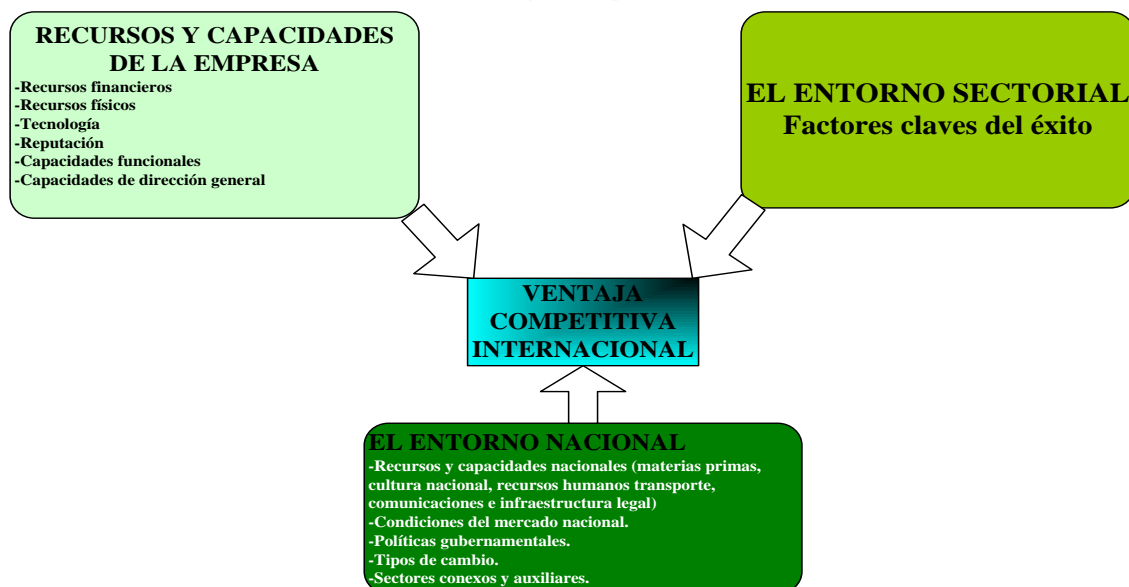 RECURSOS Y CAPACIDADES
DE LA EMPRESA
-Recursos financieros
-Recursos físicos
-Tecnología
-Reputación
-Capacidades funcionales
-Capacidades de dirección general
EL ENTORNO SECTORIAL
Factores claves del éxito
VENTAJA
COMPETITIVA
INTERNACIONAL
EL ENTORNO NACIONAL
-Recursos y capacidades nacionales (materias primas,
cultura nacional, recursos humanos transporte,
comunicaciones e infraestructura legal)
-Condiciones del mercado nacional.
-Políticas gubernamentales.
-Tipos de cambio.
-Sectores conexos y auxiliares.